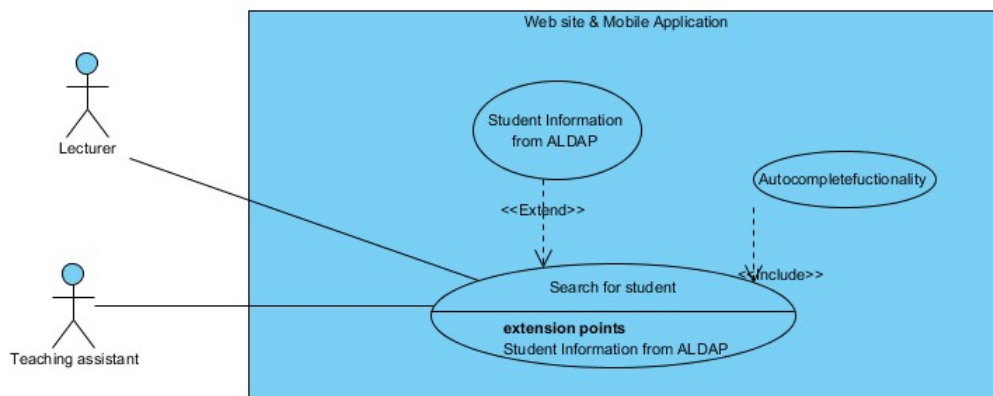 Web site & Mobile Application
Student Information
from ALDAP
Lecturer
Autocompletefuctionality
<<Extend>>
<<Include>>
Search for student
extension points
Student Information from ALDAP
Teaching assistant